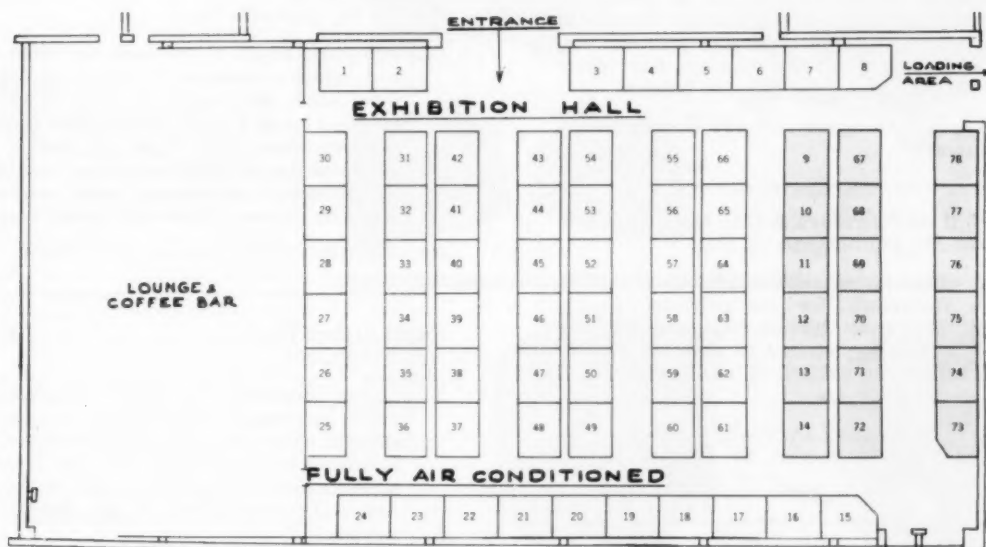 ENTRANCE
1 2 3 4 5 6 7 8
LOADING
AREA
EXHIBITION HALL
30 31 42 43 54 55 66 9 67 78
29 32 41 44 53 56 65 10 68 77
28 33 40 45 52 57 64 11 69 76
LOUNGE &
COFFEE BAR
27 34 39 46 51 58 63 12 70 75
26 35 38 47 50 59 62 13 71 74
25 36 37 48 49 60 61 14 72 73
FULLY AIR CONDITIONED
24 23 22 21 20 19 18 17 16 15